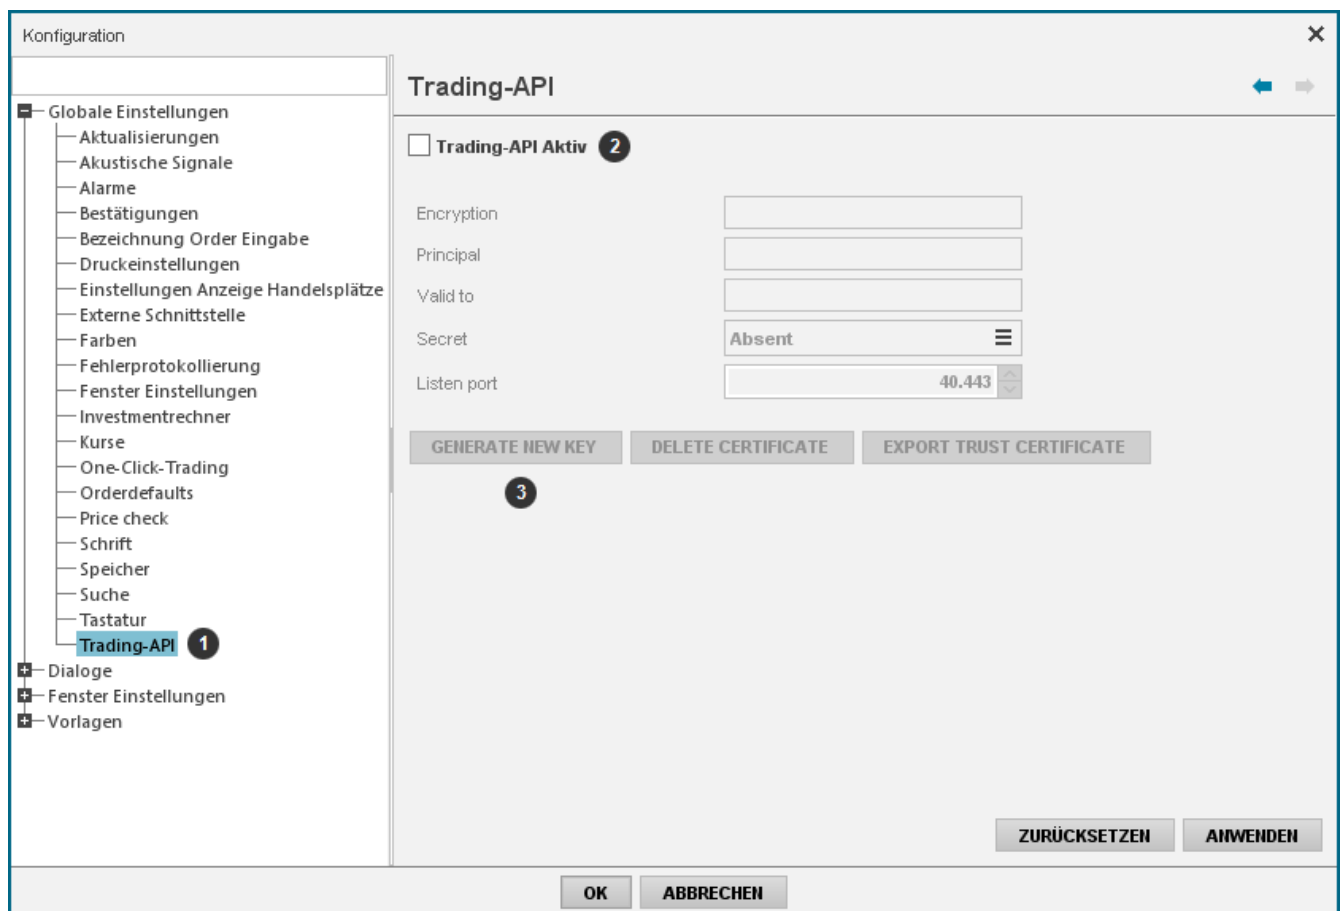 Konfiguration
Globale Einstellungen
Aktualisierungen
Akustische Signale
Alarme
Bestätigungen
Bezeichnung Order Eingabe
Druckeinstellungen
Einstellungen Anzeige Handelsplätze
Externe Schnittstelle
Farben
Fehlerprotokollierung
Fenster Einstellungen
Investmentrechner
Kurse
One-Click-Trading
Orderdefaults
Price check
Schrift
Speicher
Suche
Tastatur
Trading-API 1
Dialoge
Fenster Einstellungen
Vorlagen
Trading-API
Trading-API Aktiv 2
Encryption
Principal
Valid to
Secret Absent
Listen port 40.443
GENERATE NEW KEY DELETE CERTIFICATE EXPORT TRUST CERTIFICATE
3
ZURÜCKSETZEN ANWENDEN
OK ABBRECHEN